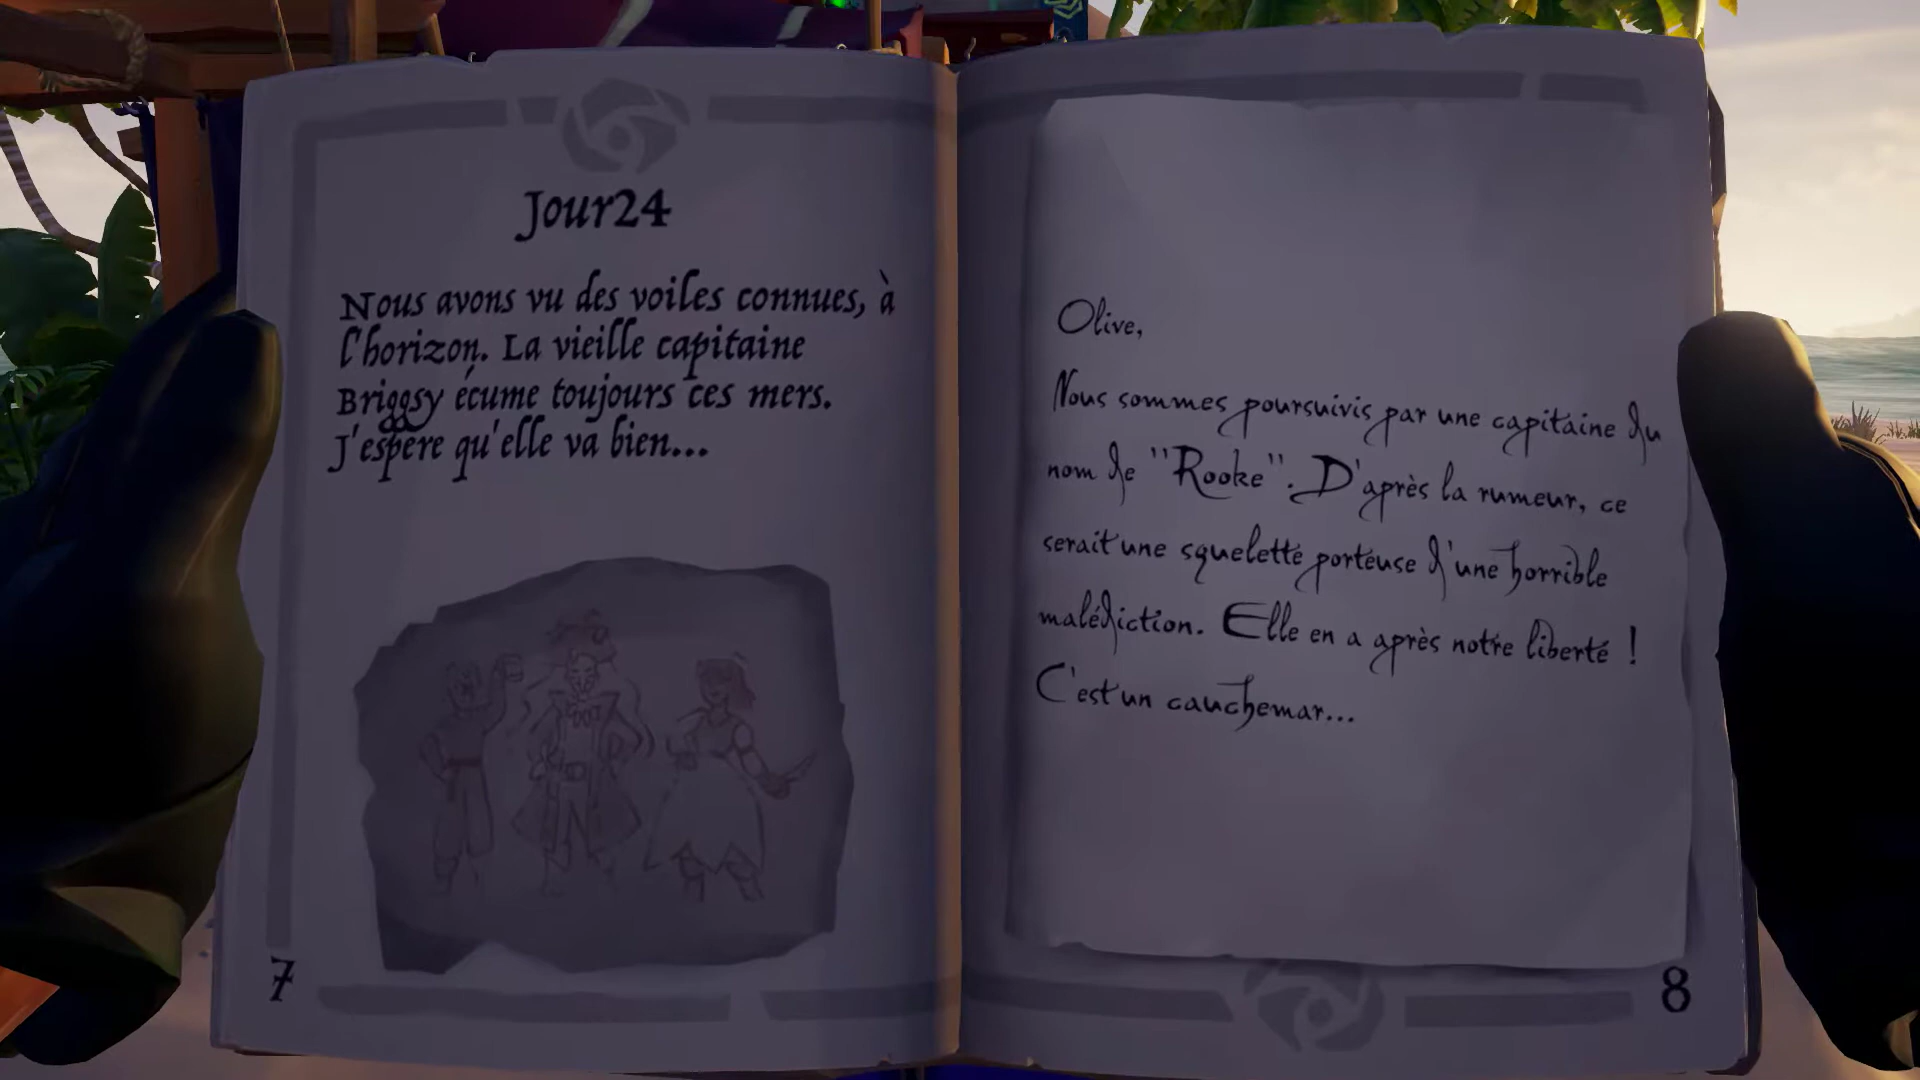 Jour24
Nous avons vu des voiles connues, à
l'horizon. La vieille capitaine
Briggsy écume toujours ces mers.
J'espère qu'elle va bien...
7
Olive,
Nous sommes poursuivis par une capitaine du
nom de "Rooke". D'après la rumeur, ce
serait une squelette porteuse d'une horrible
malédiction. Elle en a après notre liberté !
C'est un cauchemar...
8